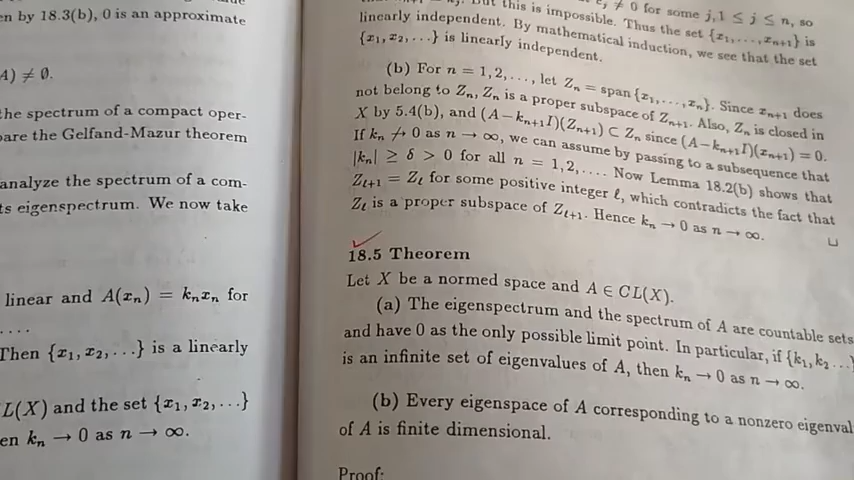 en by 18.3(b), 0 is an approximate
A) ≠ ∅.
the spectrum of a compact oper-
pare the Gelfand-Mazur theorem
analyze the spectrum of a com-
ts eigenspectrum. We now take
linear and A(xₙ) = kₙxₙ for
....
Then {x₁, x₂, ...} is a linearly
L(X) and the set {x₁, x₂, ...}
en kₙ → 0 as n → ∞.
But this is impossible. Thus the set {x₁, ..., xₙ₊₁} is
≠ 0 for some j, 1 ≤ j ≤ n, so
linearly independent. By mathematical induction, we see that the set
{x₁, x₂, ...} is linearly independent.
(b) For n = 1, 2, ..., let Zₙ = span {x₁, ..., xₙ}. Since xₙ₊₁ does
not belong to Zₙ, Zₙ is a proper subspace of Zₙ₊₁. Also, Zₙ is closed in
X by 5.4(b), and (A−kₙ₊₁I)(Zₙ₊₁) ⊂ Zₙ since (A−kₙ₊₁I)(xₙ₊₁) = 0.
If kₙ ↛ 0 as n → ∞, we can assume by passing to a subsequence that
|kₙ| ≥ δ > 0 for all n = 1, 2, .... Now Lemma 18.2(b) shows that
Zℓ₊₁ = Zℓ for some positive integer ℓ, which contradicts the fact that
Zℓ is a proper subspace of Zℓ₊₁. Hence kₙ → 0 as n → ∞.
18.5 Theorem
Let X be a normed space and A ∈ CL(X).
(a) The eigenspectrum and the spectrum of A are countable sets
and have 0 as the only possible limit point. In particular, if {k₁, k₂ ...}
is an infinite set of eigenvalues of A, then kₙ → 0 as n → ∞.
(b) Every eigenspace of A corresponding to a nonzero eigenval
of A is finite dimensional.
Proof: